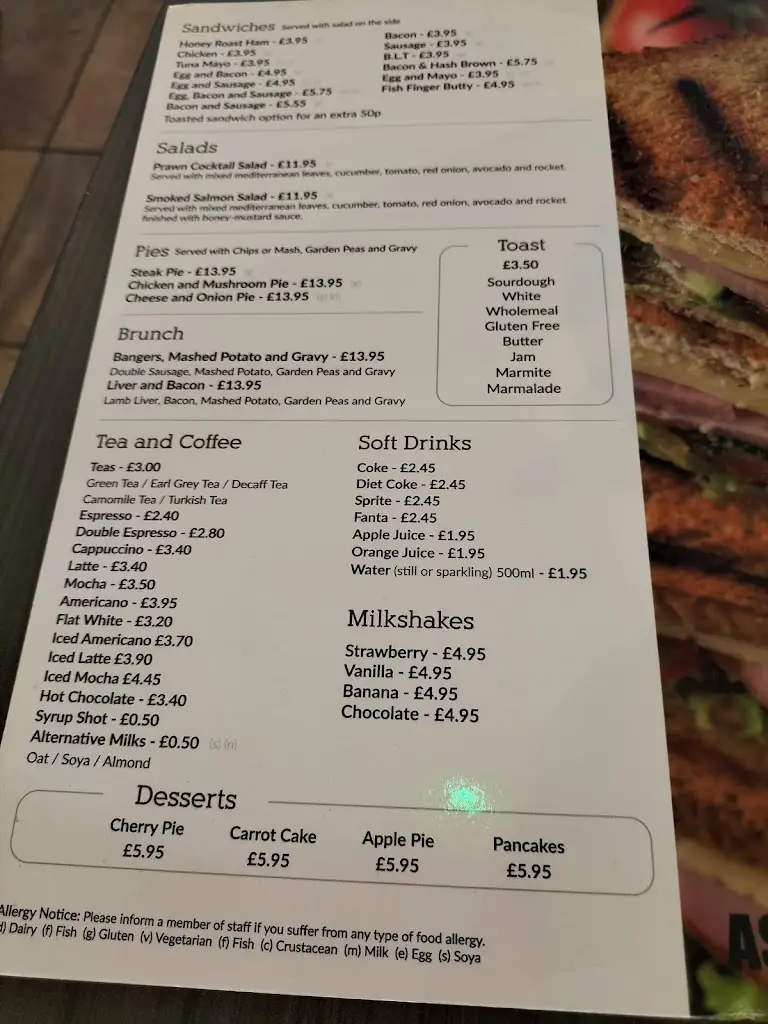 Sandwiches Served with salad on the side
Honey Roast Ham - £3.95
Chicken - £3.95
Tuna Mayo - £3.95
Egg and Bacon - £4.95
Egg and Sausage - £4.95
Egg, Bacon and Sausage - £5.75
Bacon and Sausage - £5.55
Toasted sandwich option for an extra 50p
Bacon - £3.95
Sausage - £3.95
B.L.T - £3.95
Bacon & Hash Brown - £5.75
Egg and Mayo - £3.95
Fish Finger Butty - £4.95
Salads
Prawn Cocktail Salad - £11.95
Served with mixed mediterranean leaves, cucumber, tomato, red onion, avocado and rocket.
Smoked Salmon Salad - £11.95
Served with mixed mediterranean leaves, cucumber, tomato, red onion, avocado and rocket
finished with honey-mustard sauce.
Pies Served with Chips or Mash, Garden Peas and Gravy
Steak Pie - £13.95
Chicken and Mushroom Pie - £13.95
Cheese and Onion Pie - £13.95
Toast
£3.50
Sourdough
White
Wholemeal
Gluten Free
Butter
Jam
Marmite
Marmalade
Brunch
Bangers, Mashed Potato and Gravy - £13.95
Double Sausage, Mashed Potato, Garden Peas and Gravy
Liver and Bacon - £13.95
Lamb Liver, Bacon, Mashed Potato, Garden Peas and Gravy
Tea and Coffee
Teas - £3.00
Green Tea / Earl Grey Tea / Decaff Tea
Camomile Tea / Turkish Tea
Espresso - £2.40
Double Espresso - £2.80
Cappuccino - £3.40
Latte - £3.40
Mocha - £3.50
Americano - £3.95
Flat White - £3.20
Iced Americano £3.70
Iced Latte £3.90
Iced Mocha £4.45
Hot Chocolate - £3.40
Syrup Shot - £0.50
Alternative Milks - £0.50 (s) (n)
Oat / Soya / Almond
Soft Drinks
Coke - £2.45
Diet Coke - £2.45
Sprite - £2.45
Fanta - £2.45
Apple Juice - £1.95
Orange Juice - £1.95
Water (still or sparkling) 500ml - £1.95
Milkshakes
Strawberry - £4.95
Vanilla - £4.95
Banana - £4.95
Chocolate - £4.95
Desserts
Cherry Pie
£5.95
Carrot Cake
£5.95
Apple Pie
£5.95
Pancakes
£5.95
Allergy Notice: Please inform a member of staff if you suffer from any type of food allergy.
d) Dairy (f) Fish (g) Gluten (v) Vegetarian (f) Fish (c) Crustacean (m) Milk (e) Egg (s) Soya
AS